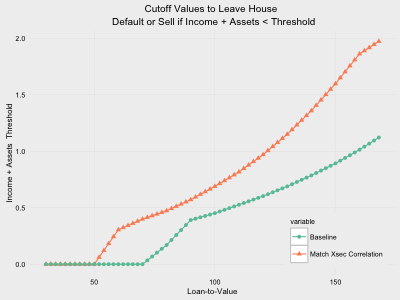 Cutoff Values to Leave House
Default or Sell if Income + Assets < Threshold
2.0
1.5
1.0
0.5
0.0
Income + Assets Threshold
50
100
150
Loan-to-Value
variable
Baseline
Match Xsec Correlation